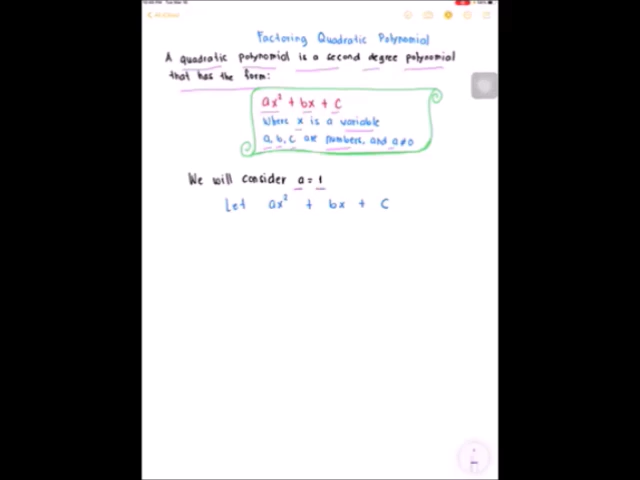 Factoring Quadratic Polynomial
A quadratic polynomial is a second degree polynomial
that has the form:
ax² + bx + c
Where x is a variable
a, b, c are numbers, and a≠0
We will consider a = 1
Let ax² + bx + c